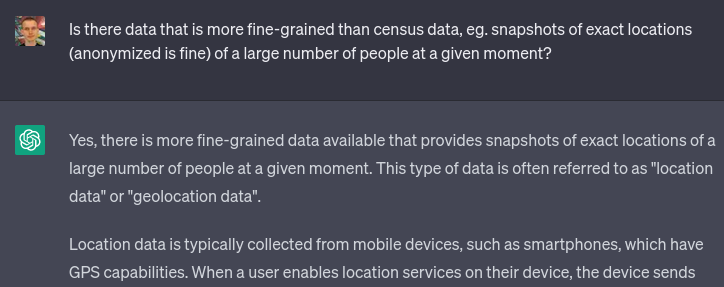 Is there data that is more fine-grained than census data, eg. snapshots of exact locations
(anonymized is fine) of a large number of people at a given moment?
Yes, there is more fine-grained data available that provides snapshots of exact locations of a
large number of people at a given moment. This type of data is often referred to as "location
data" or "geolocation data".
Location data is typically collected from mobile devices, such as smartphones, which have
GPS capabilities. When a user enables location services on their device, the device sends